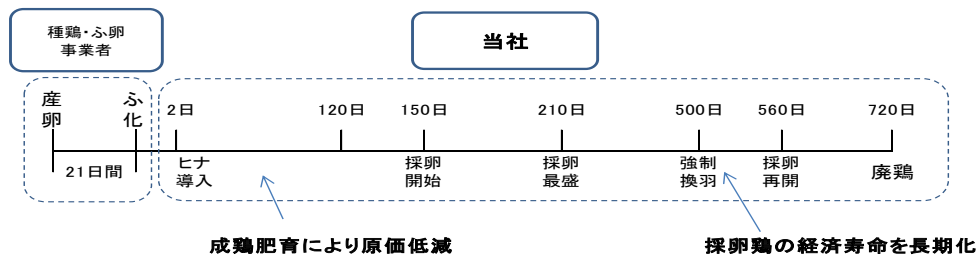 種鶏・ふ卵
事業者
当社
産卵
ふ化
2日
120日
150日
210日
500日
560日
720日
21日間
ヒナ
導入
採卵
開始
採卵
最盛
強制
換羽
採卵
再開
廃鶏
成鶏肥育により原価低減
採卵鶏の経済寿命を長期化